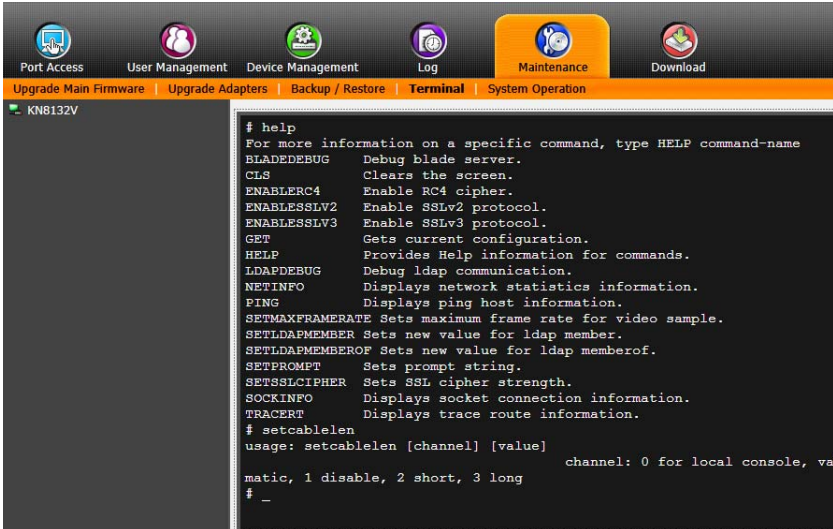 Port Access User Management Device Management Log Maintenance Download
Upgrade Main Firmware | Upgrade Adapters | Backup / Restore | Terminal | System Operation
KN8132V
# help
For more information on a specific command, type HELP command-name
BLADEDEBUG Debug blade server.
CLS Clears the screen.
ENABLERC4 Enable RC4 cipher.
ENABLESSLV2 Enable SSLv2 protocol.
ENABLESSLV3 Enable SSLv3 protocol.
GET Gets current configuration.
HELP Provides Help information for commands.
LDAPDEBUG Debug ldap communication.
NETINFO Displays network statistics information.
PING Displays ping host information.
SETMAXFRAMERATE Sets maximum frame rate for video sample.
SETLDAPMEMBER Sets new value for ldap member.
SETLDAPMEMBEROF Sets new value for ldap memberof.
SETPROMPT Sets prompt string.
SETSSLCIPHER Sets SSL cipher strength.
SOCKINFO Displays socket connection information.
TRACERT Displays trace route information.
# setcablelen
usage: setcablelen [channel] [value]
channel: 0 for local console, va
matic, 1 disable, 2 short, 3 long
# _